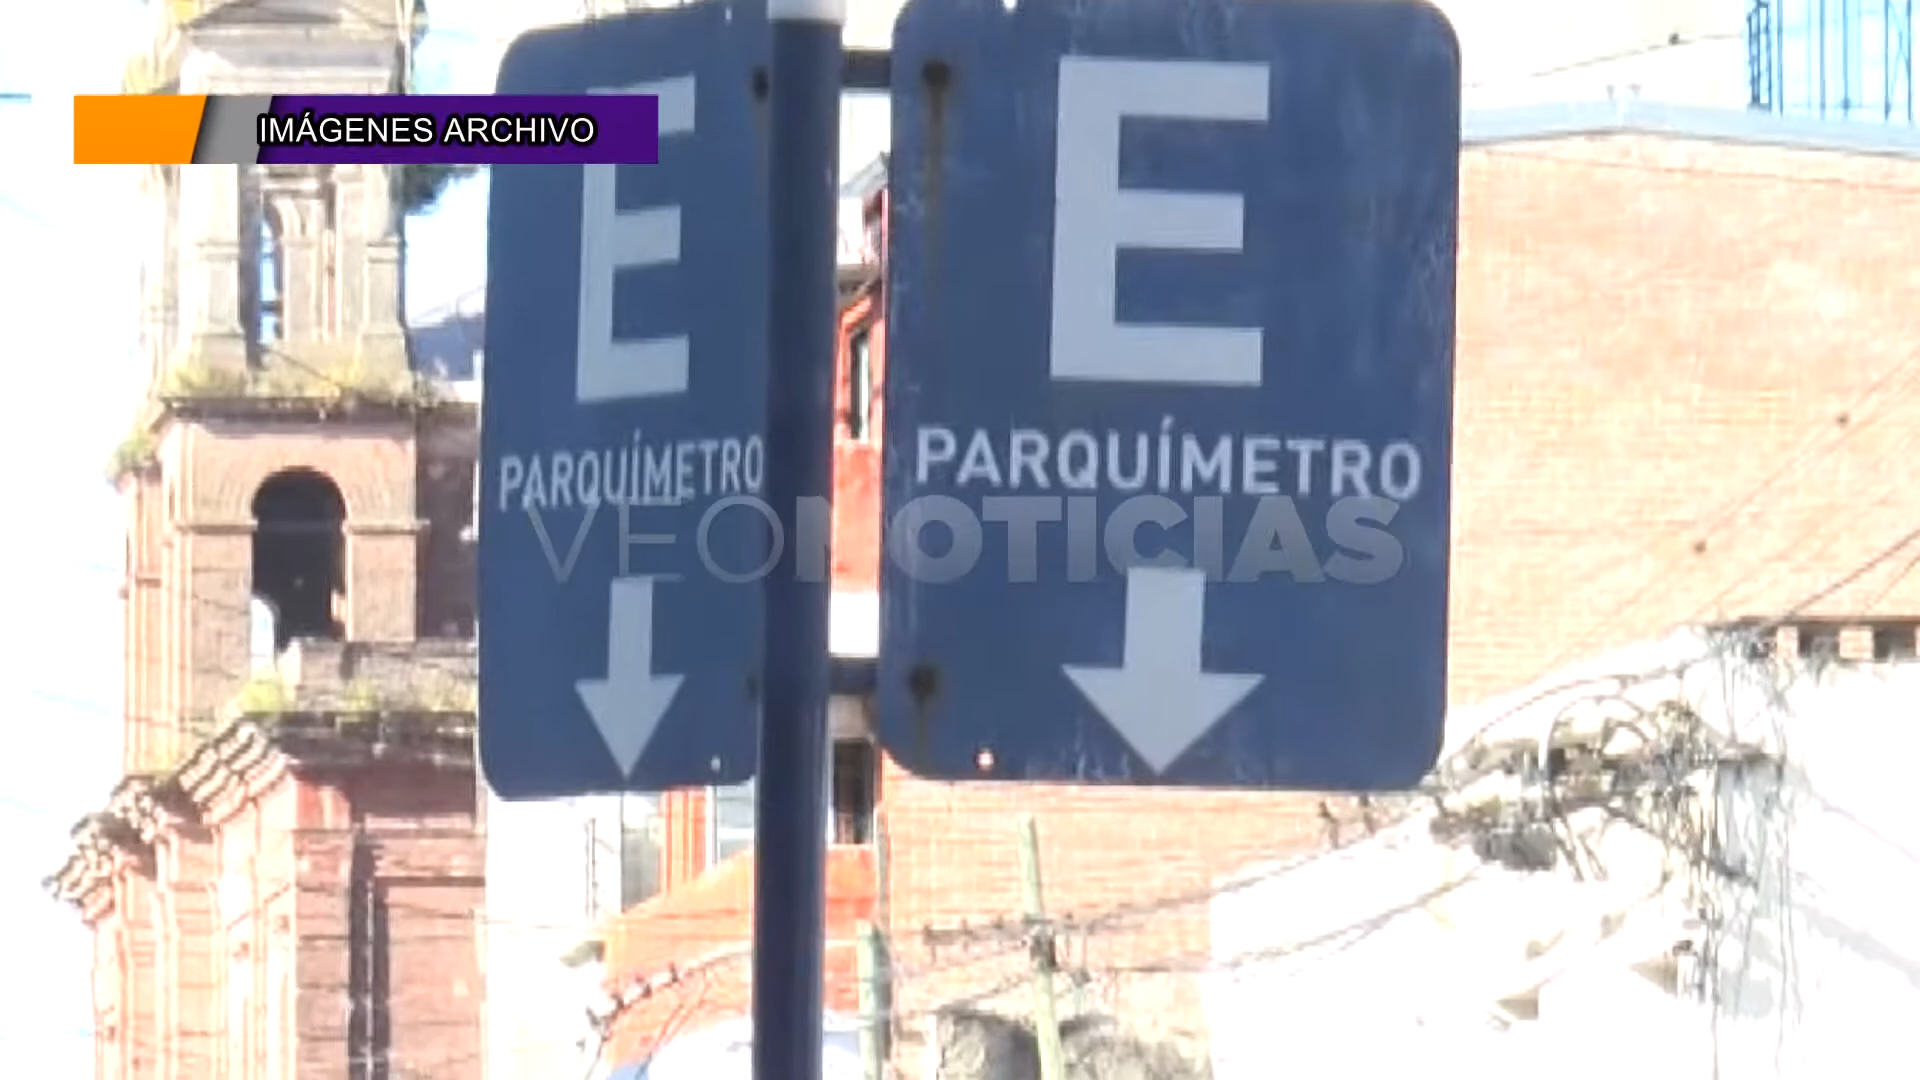 IMÁGENES ARCHIVO
E
PARQUÍMETRO
E
PARQUÍMETRO
VEONOTICIAS